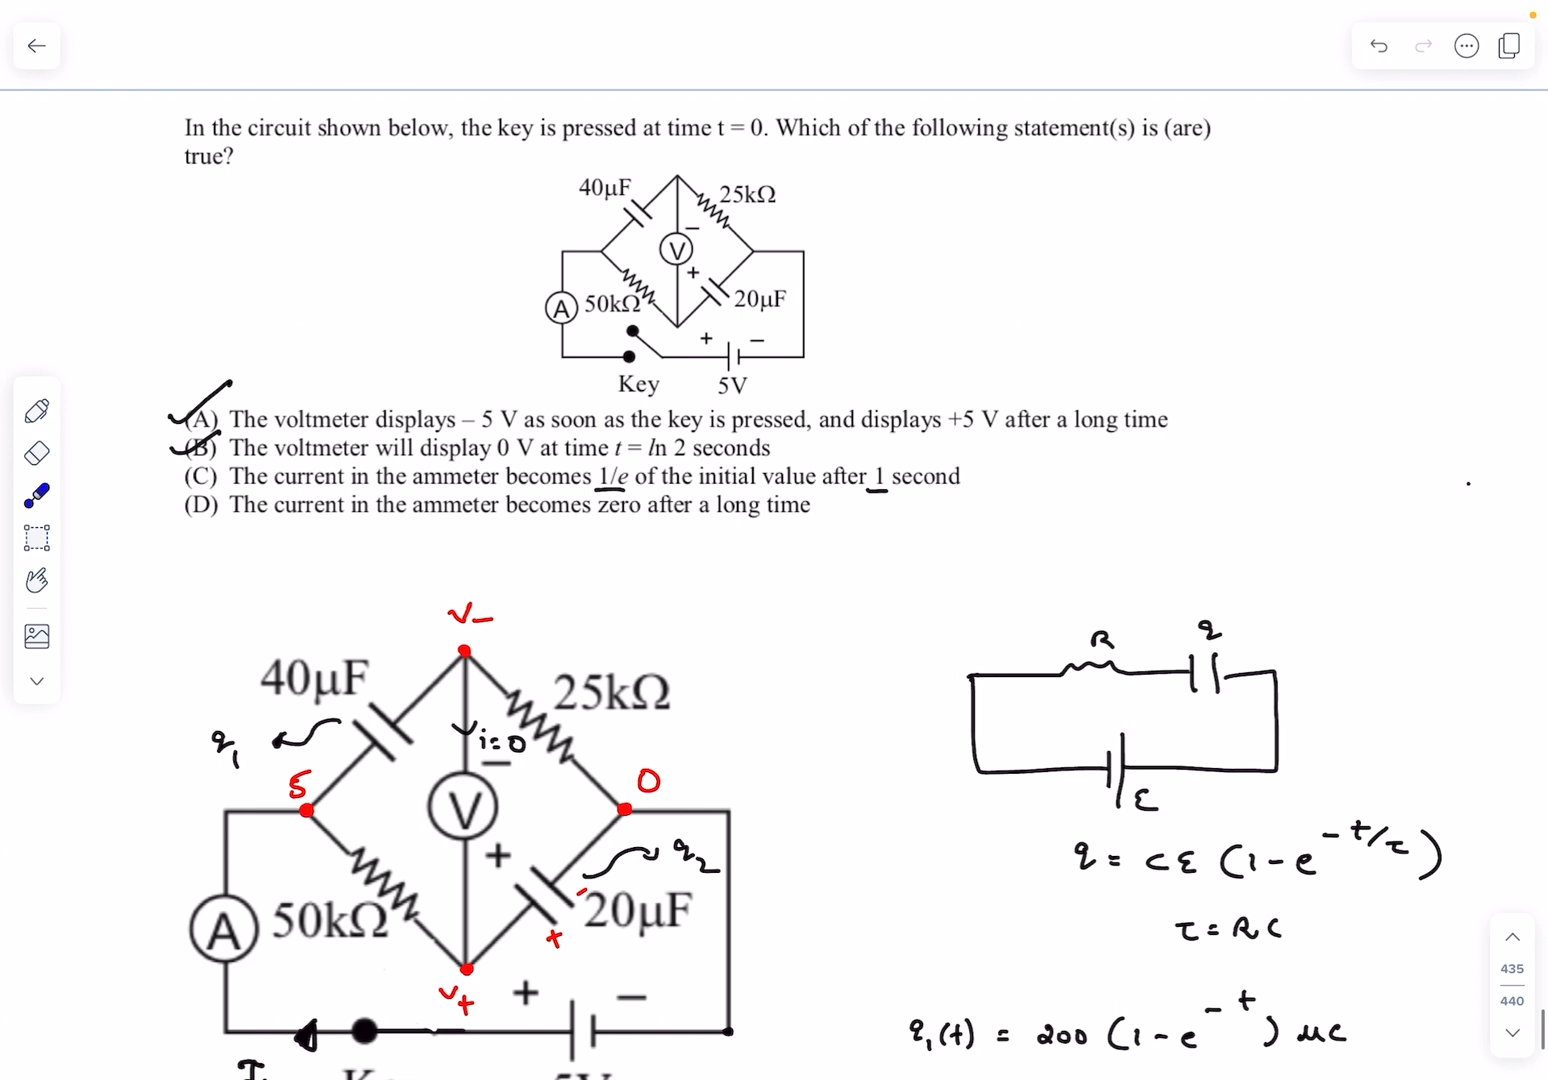 In the circuit shown below, the key is pressed at time t = 0. Which of the following statement(s) is (are)
true?
40μF
25kΩ
−
V
+
A
50kΩ
20μF
+
−
Key
5V
(A) The voltmeter displays – 5 V as soon as the key is pressed, and displays +5 V after a long time
(B) The voltmeter will display 0 V at time t = ln 2 seconds
(C) The current in the ammeter becomes 1/e of the initial value after 1 second
(D) The current in the ammeter becomes zero after a long time
V−
40μF
25kΩ
q₁
i=0
−
5
0
V
+
q₂
A
50kΩ
−
20μF
+
V+
+
−
R
q
ε
q = Cε (1 - e^{-t/τ})
τ = RC
q₁(t) = 200 (1 - e^{-t}) μC
435
440